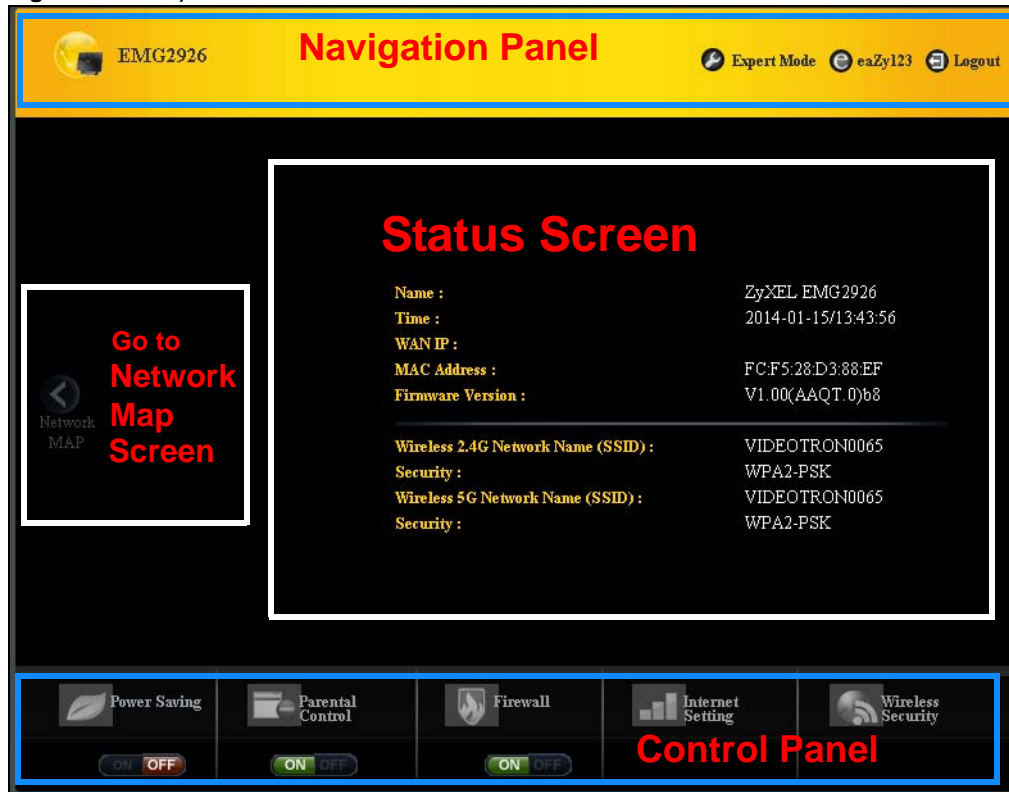 EMG2926
Navigation Panel
Expert Mode eaZy123 Logout
Status Screen
Name : ZyXEL EMG2926
Time : 2014-01-15/13:43:56
WAN IP :
MAC Address : FC:F5:28:D3:88:EF
Firmware Version : V1.00(AAQT.0)b8
Wireless 2.4G Network Name (SSID) : VIDEOTRON0065
Security : WPA2-PSK
Wireless 5G Network Name (SSID) : VIDEOTRON0065
Security : WPA2-PSK
Go to
Network
Map
Screen
Network
MAP
Power Saving
ON OFF
Parental
Control
ON OFF
Firewall
ON OFF
Internet
Setting
Wireless
Security
Control Panel